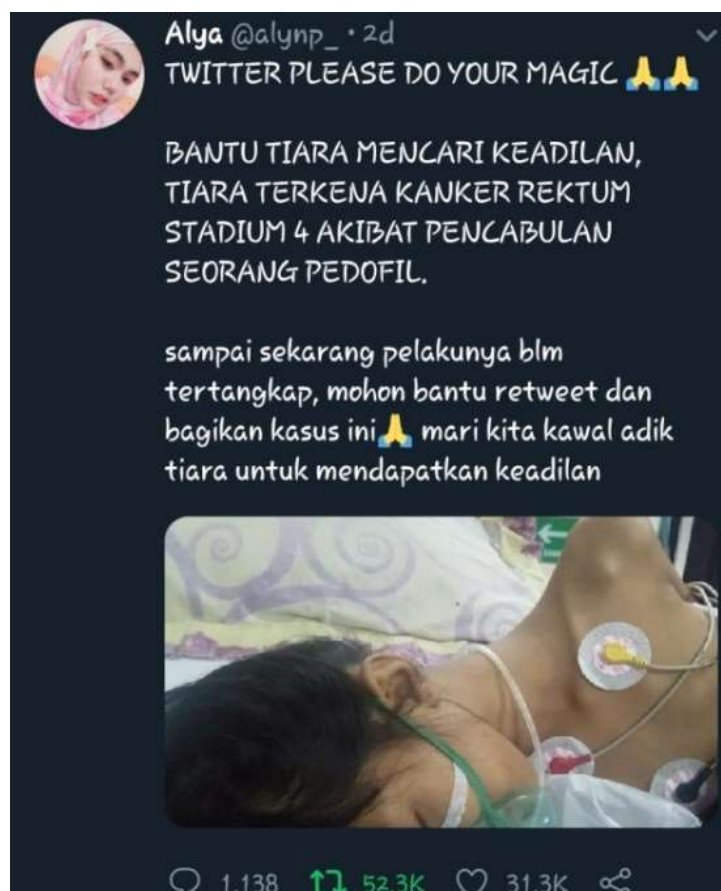 Alya @alynp_ · 2d
TWITTER PLEASE DO YOUR MAGIC 🙏🙏
BANTU TIARA MENCARI KEADILAN,
TIARA TERKENA KANKER REKTUM
STADIUM 4 AKIBAT PENCABULAN
SEORANG PEDOFIL.
sampai sekarang pelakunya blm
tertangkap, mohon bantu retweet dan
bagikan kasus ini🙏 mari kita kawal adik
tiara untuk mendapatkan keadilan
1.138 52,3K 31,3K